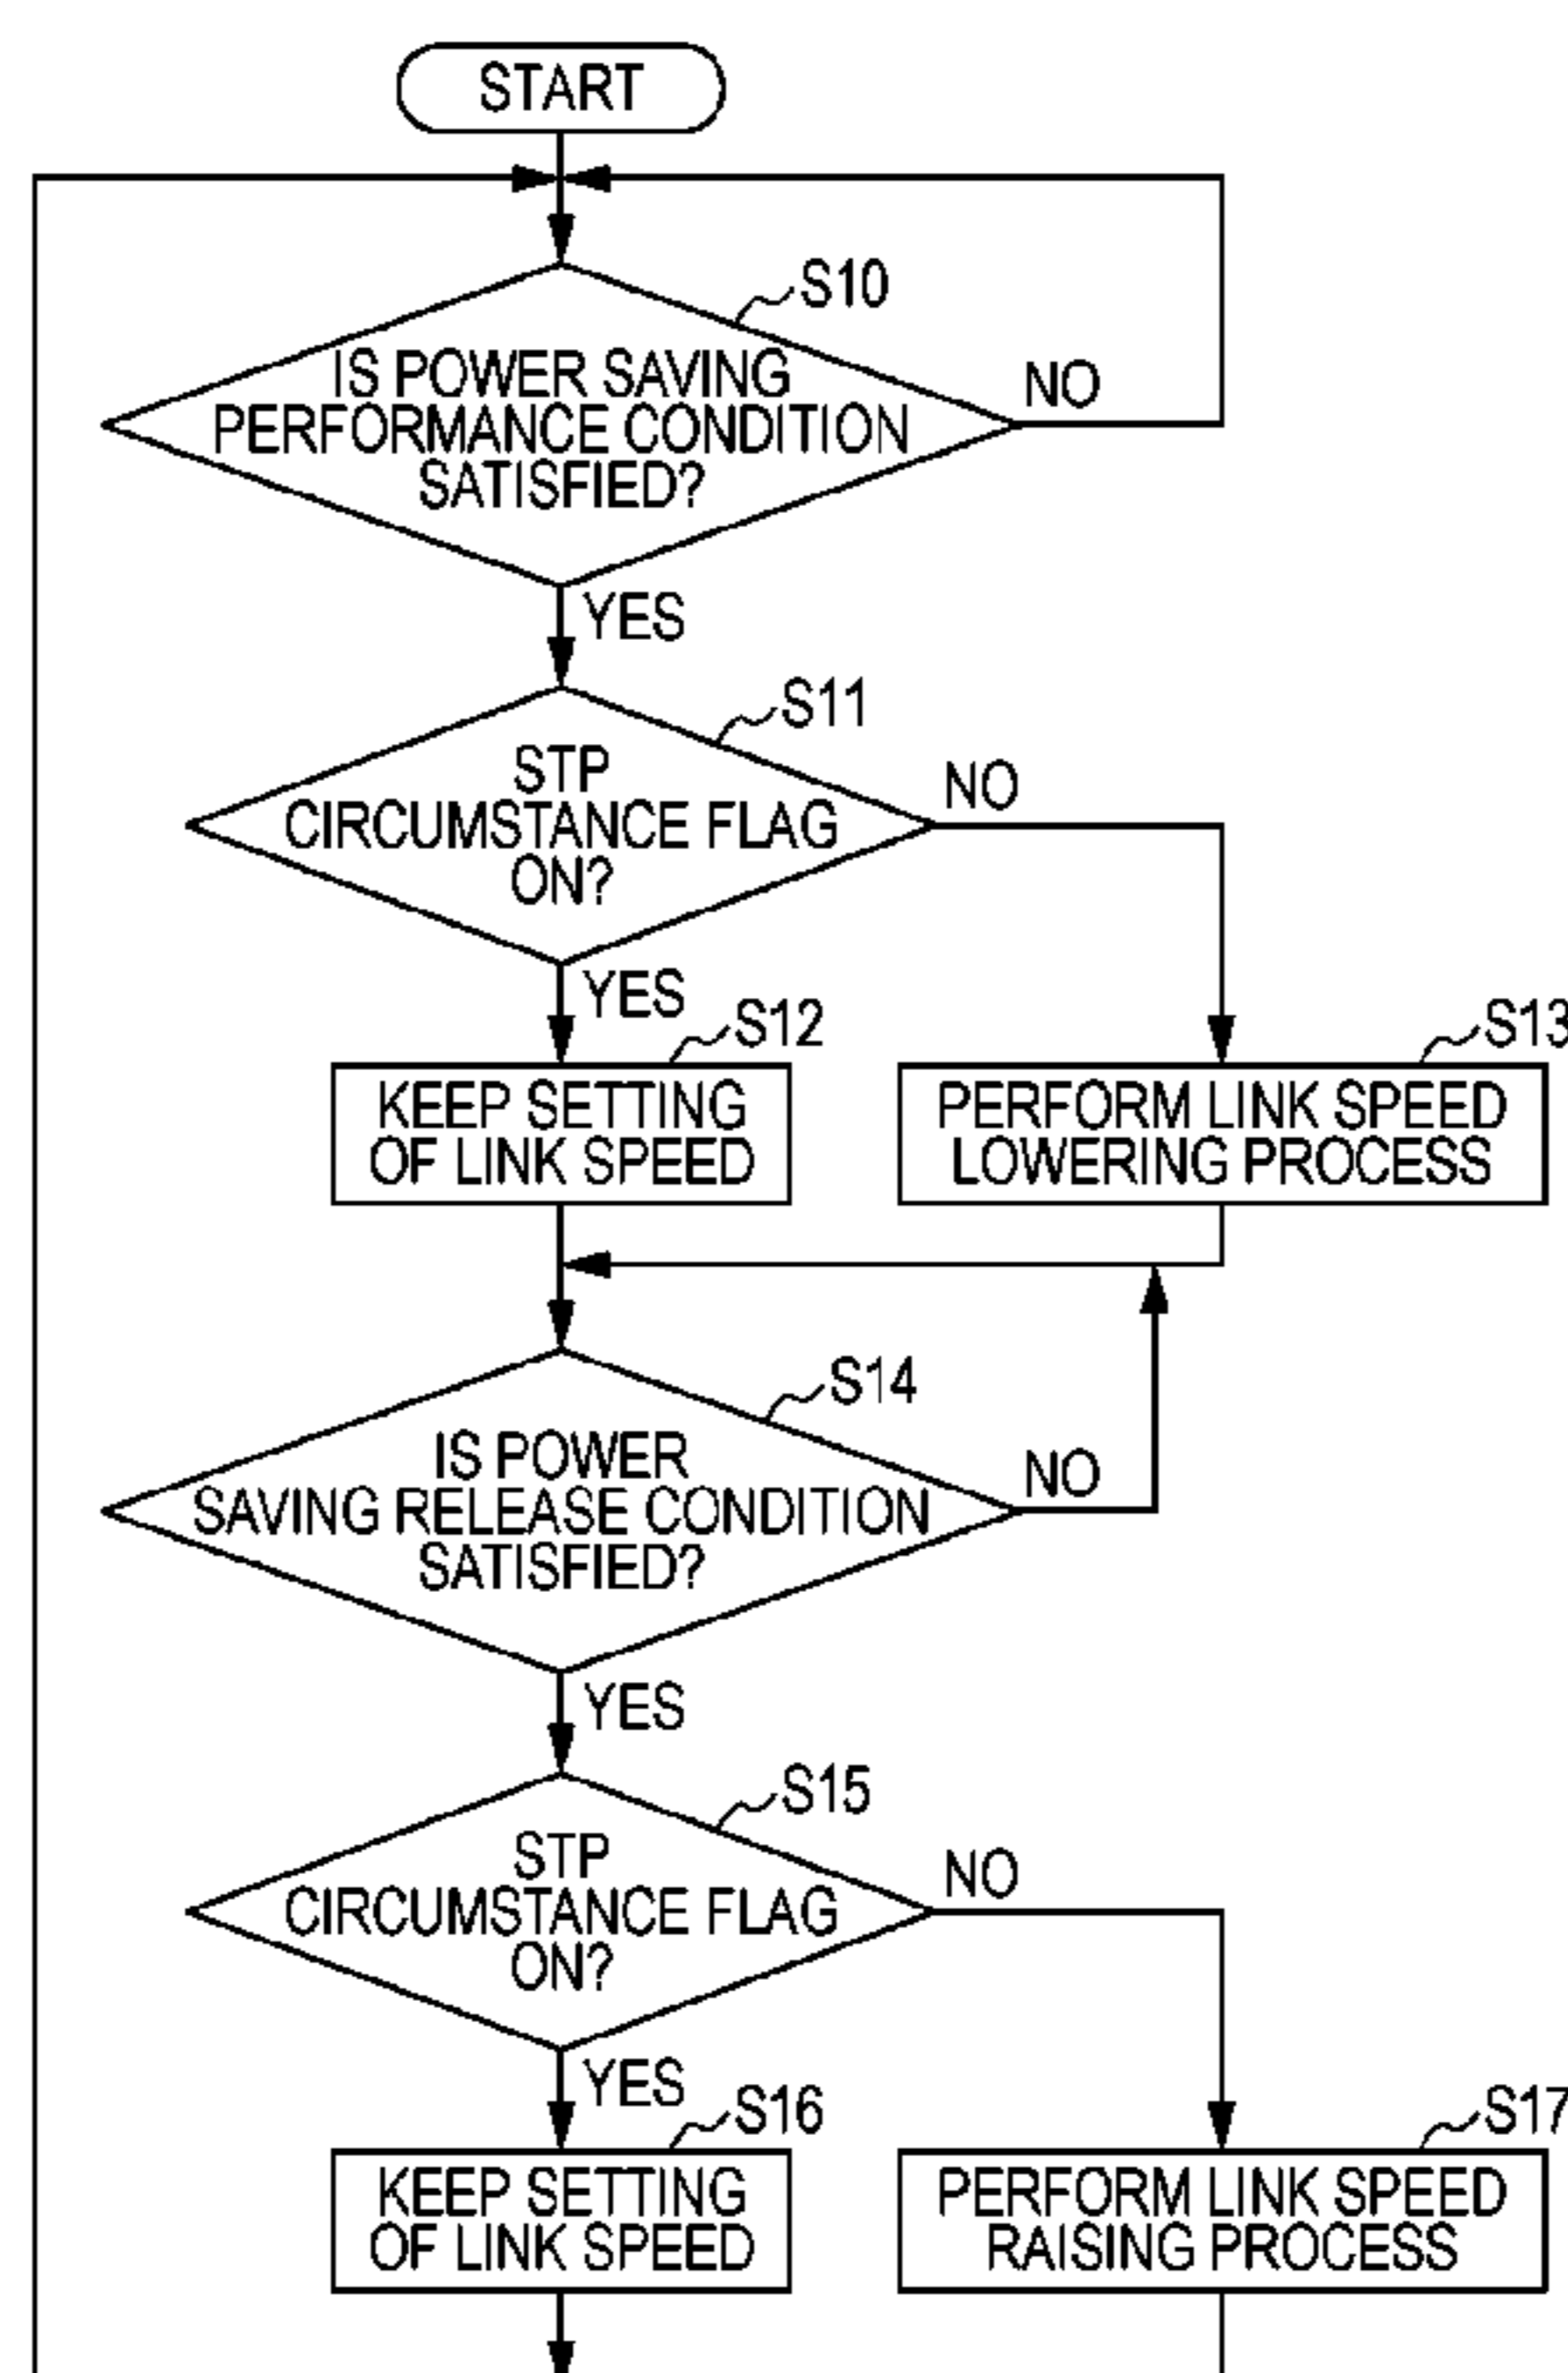 START
S10
IS POWER SAVING
PERFORMANCE CONDITION
SATISFIED?
NO
YES
S11
STP
CIRCUMSTANCE FLAG
ON?
NO
YES
S12
S13
KEEP SETTING
OF LINK SPEED
PERFORM LINK SPEED
LOWERING PROCESS
S14
IS POWER
SAVING RELEASE CONDITION
SATISFIED?
NO
YES
S15
STP
CIRCUMSTANCE FLAG
ON?
NO
YES
S16
S17
KEEP SETTING
OF LINK SPEED
PERFORM LINK SPEED
RAISING PROCESS